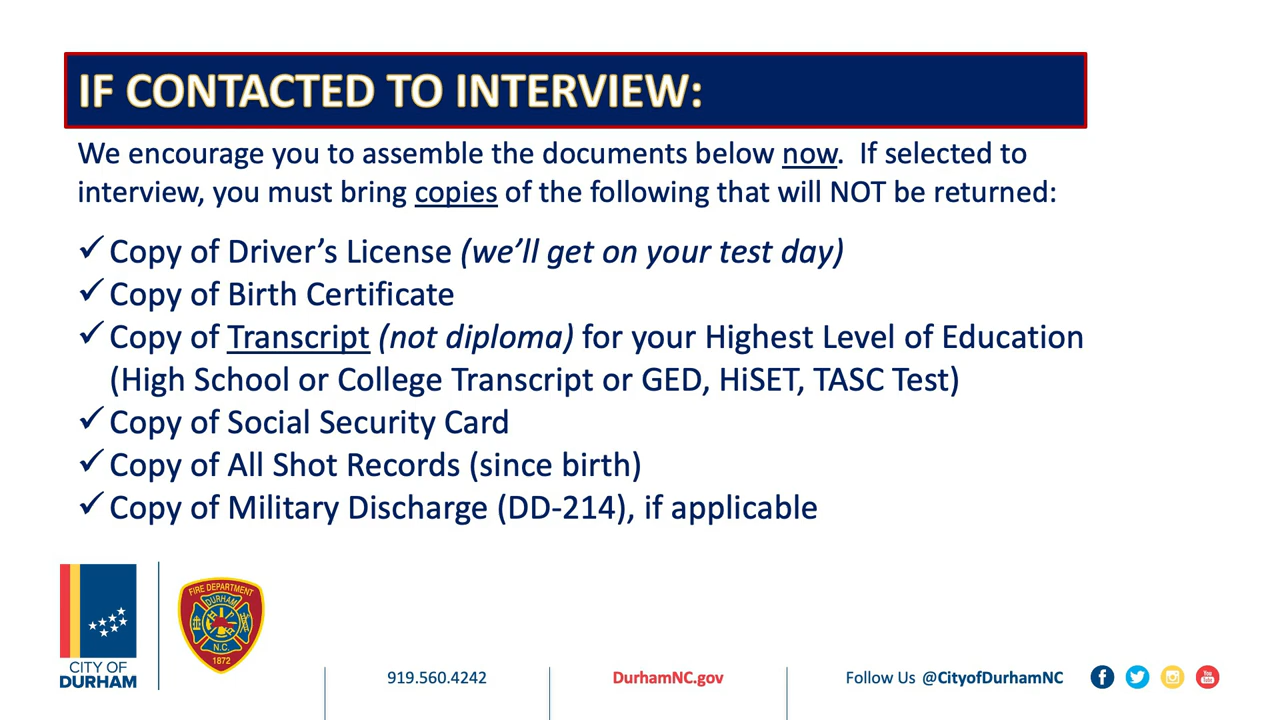 IF CONTACTED TO INTERVIEW:
We encourage you to assemble the documents below now.  If selected to
interview, you must bring copies of the following that will NOT be returned:
✓ Copy of Driver’s License (we’ll get on your test day)
✓ Copy of Birth Certificate
✓ Copy of Transcript (not diploma) for your Highest Level of Education
(High School or College Transcript or GED, HiSET, TASC Test)
✓ Copy of Social Security Card
✓ Copy of All Shot Records (since birth)
✓ Copy of Military Discharge (DD-214), if applicable
CITY OF
DURHAM
FIRE DEPARTMENT
DURHAM
N.C.
1872
919.560.4242
DurhamNC.gov
Follow Us @CityofDurhamNC
You
Tube